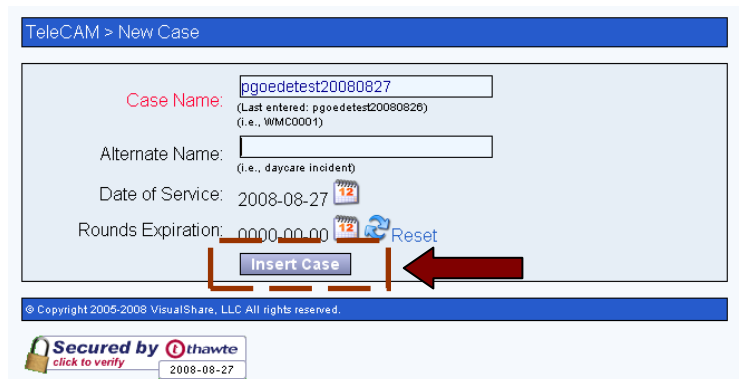 TeleCAM > New Case
Case Name: pgoedetest20080827
(Last entered: pgoedetest20080826)
(i.e., WMC0001)
Alternate Name:
(i.e., daycare incident)
Date of Service: 2008-08-27 12
Rounds Expiration: 0000-00-00 12 Reset
Insert Case
© Copyright 2005-2008 VisualShare, LLC All rights reserved.
Secured by thawte
click to verify
2008-08-27